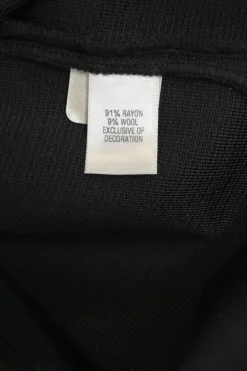 91% RAYON
9% WOOL
EXCLUSIVE OF
DECORATION